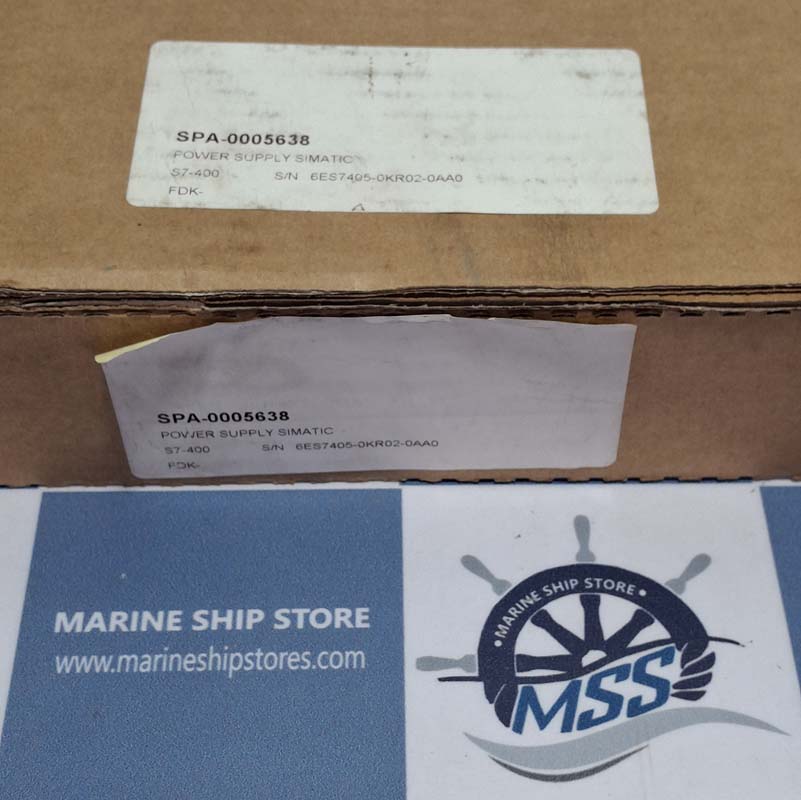 SPA-0005638
POWER SUPPLY SIMATIC
S7-400 S/N 6ES7405-0KR02-0AA0
FDK-
SPA-0005638
POWER SUPPLY SIMATIC
S7-400 S/N 6ES7405-0KR02-0AA0
FDK-
MARINE SHIP STORE
www.marineshipstores.com
• MARINE SHIP STORE •
MSS